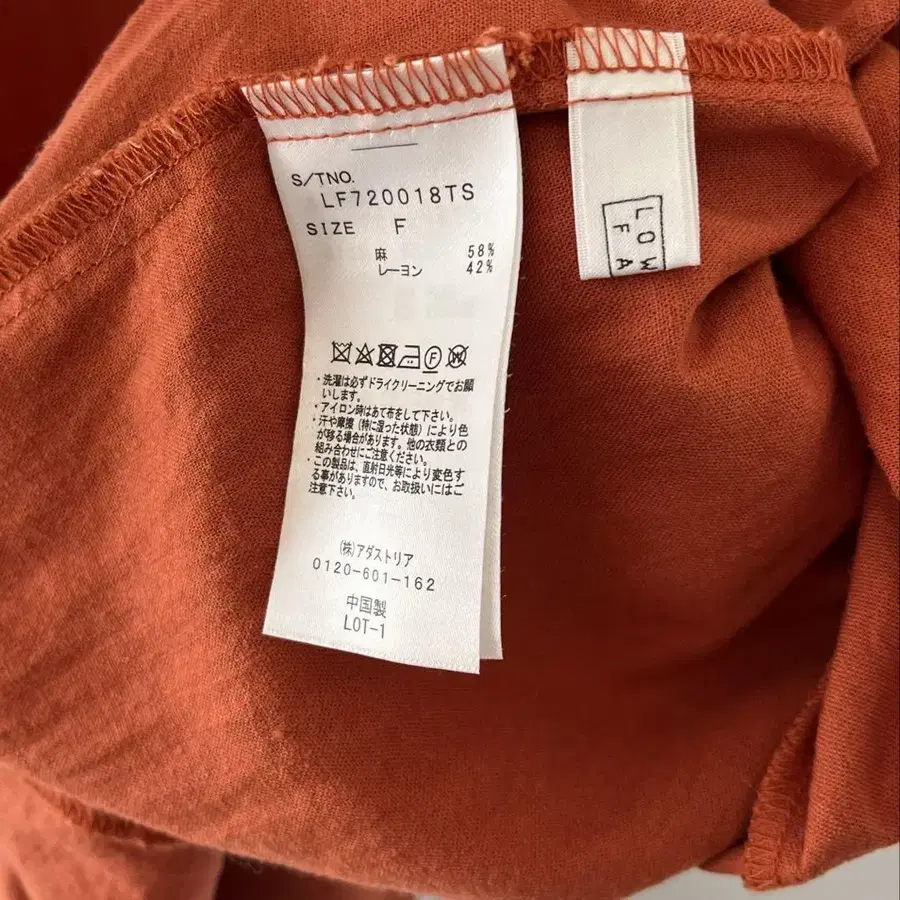 S/TNO.
LF720018TS
SIZE F
麻 58%
レーヨン 42%
・洗濯は必ずドライクリーニングでお願
いします。
・アイロン時はあて布をして下さい。
・汗や摩擦(特に湿った状態)により色
が移る場合があります。他の衣類との
組み合わせにご注意ください。
・この製品は、直射日光等により変色す
る事がありますので、お取扱いにはご
注意下さい。
(株)アダストリア
0120-601-162
中国製
LOT-1
LOW
FA